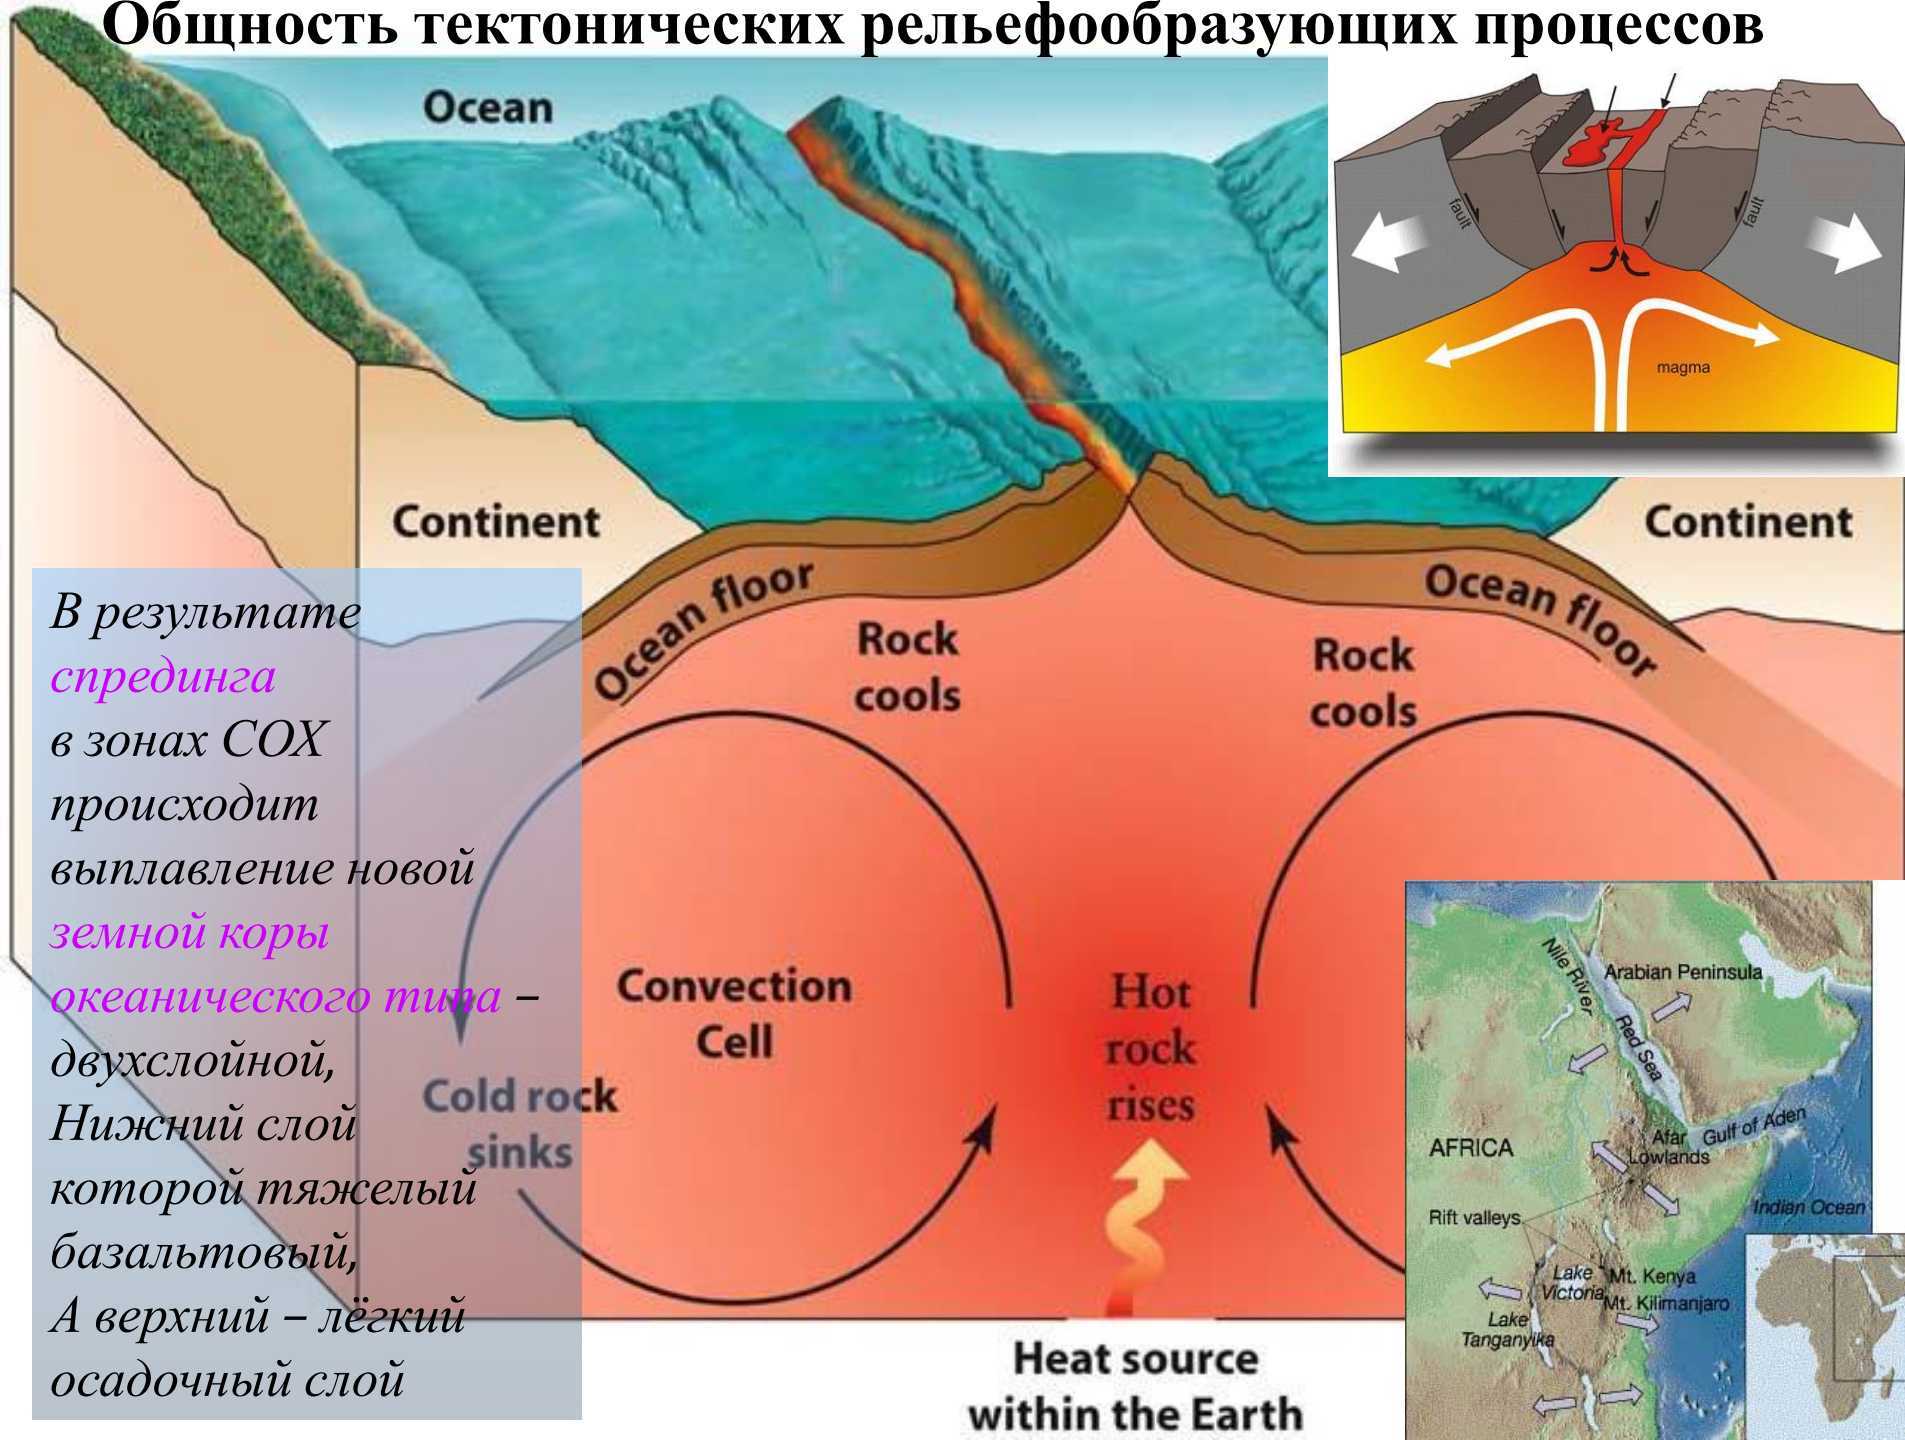 Общность тектонических рельефообразующих процессов
Ocean
fault
fault
magma
Continent
Continent
Ocean floor
Ocean floor
Rock
cools
Rock
cools
В результате
спрединга
в зонах СОХ
происходит
выплавление новой
земной коры
океанического типа –
двухслойной,
Нижний слой
которой тяжелый
базальтовый,
А верхний – лёгкий
осадочный слой
Convection
Cell
Cold rock
sinks
Hot
rock
rises
Heat source
within the Earth
Nile River
Arabian Peninsula
Red Sea
Gulf of Aden
Afar
Lowlands
AFRICA
Indian Ocean
Rift valleys
Lake
Victoria
Mt. Kenya
Mt. Kilimanjaro
Lake
Tanganyika